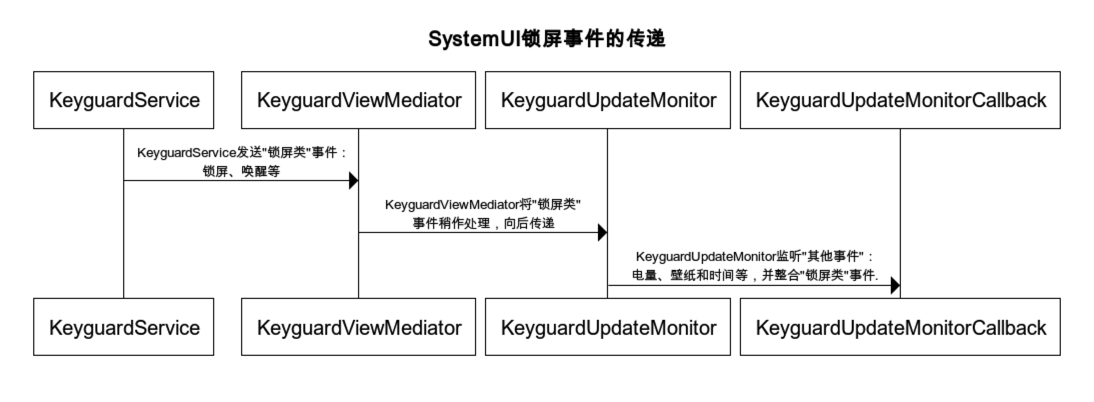 SystemUI锁屏事件的传递
KeyguardService
KeyguardViewMediator
KeyguardUpdateMonitor
KeyguardUpdateMonitorCallback
KeyguardService发送"锁屏类"事件：
锁屏、唤醒等
KeyguardViewMediator将"锁屏类"
事件稍作处理，向后传递
KeyguardUpdateMonitor监听"其他事件"：
电量、壁纸和时间等，并整合"锁屏类"事件.
KeyguardService
KeyguardViewMediator
KeyguardUpdateMonitor
KeyguardUpdateMonitorCallback